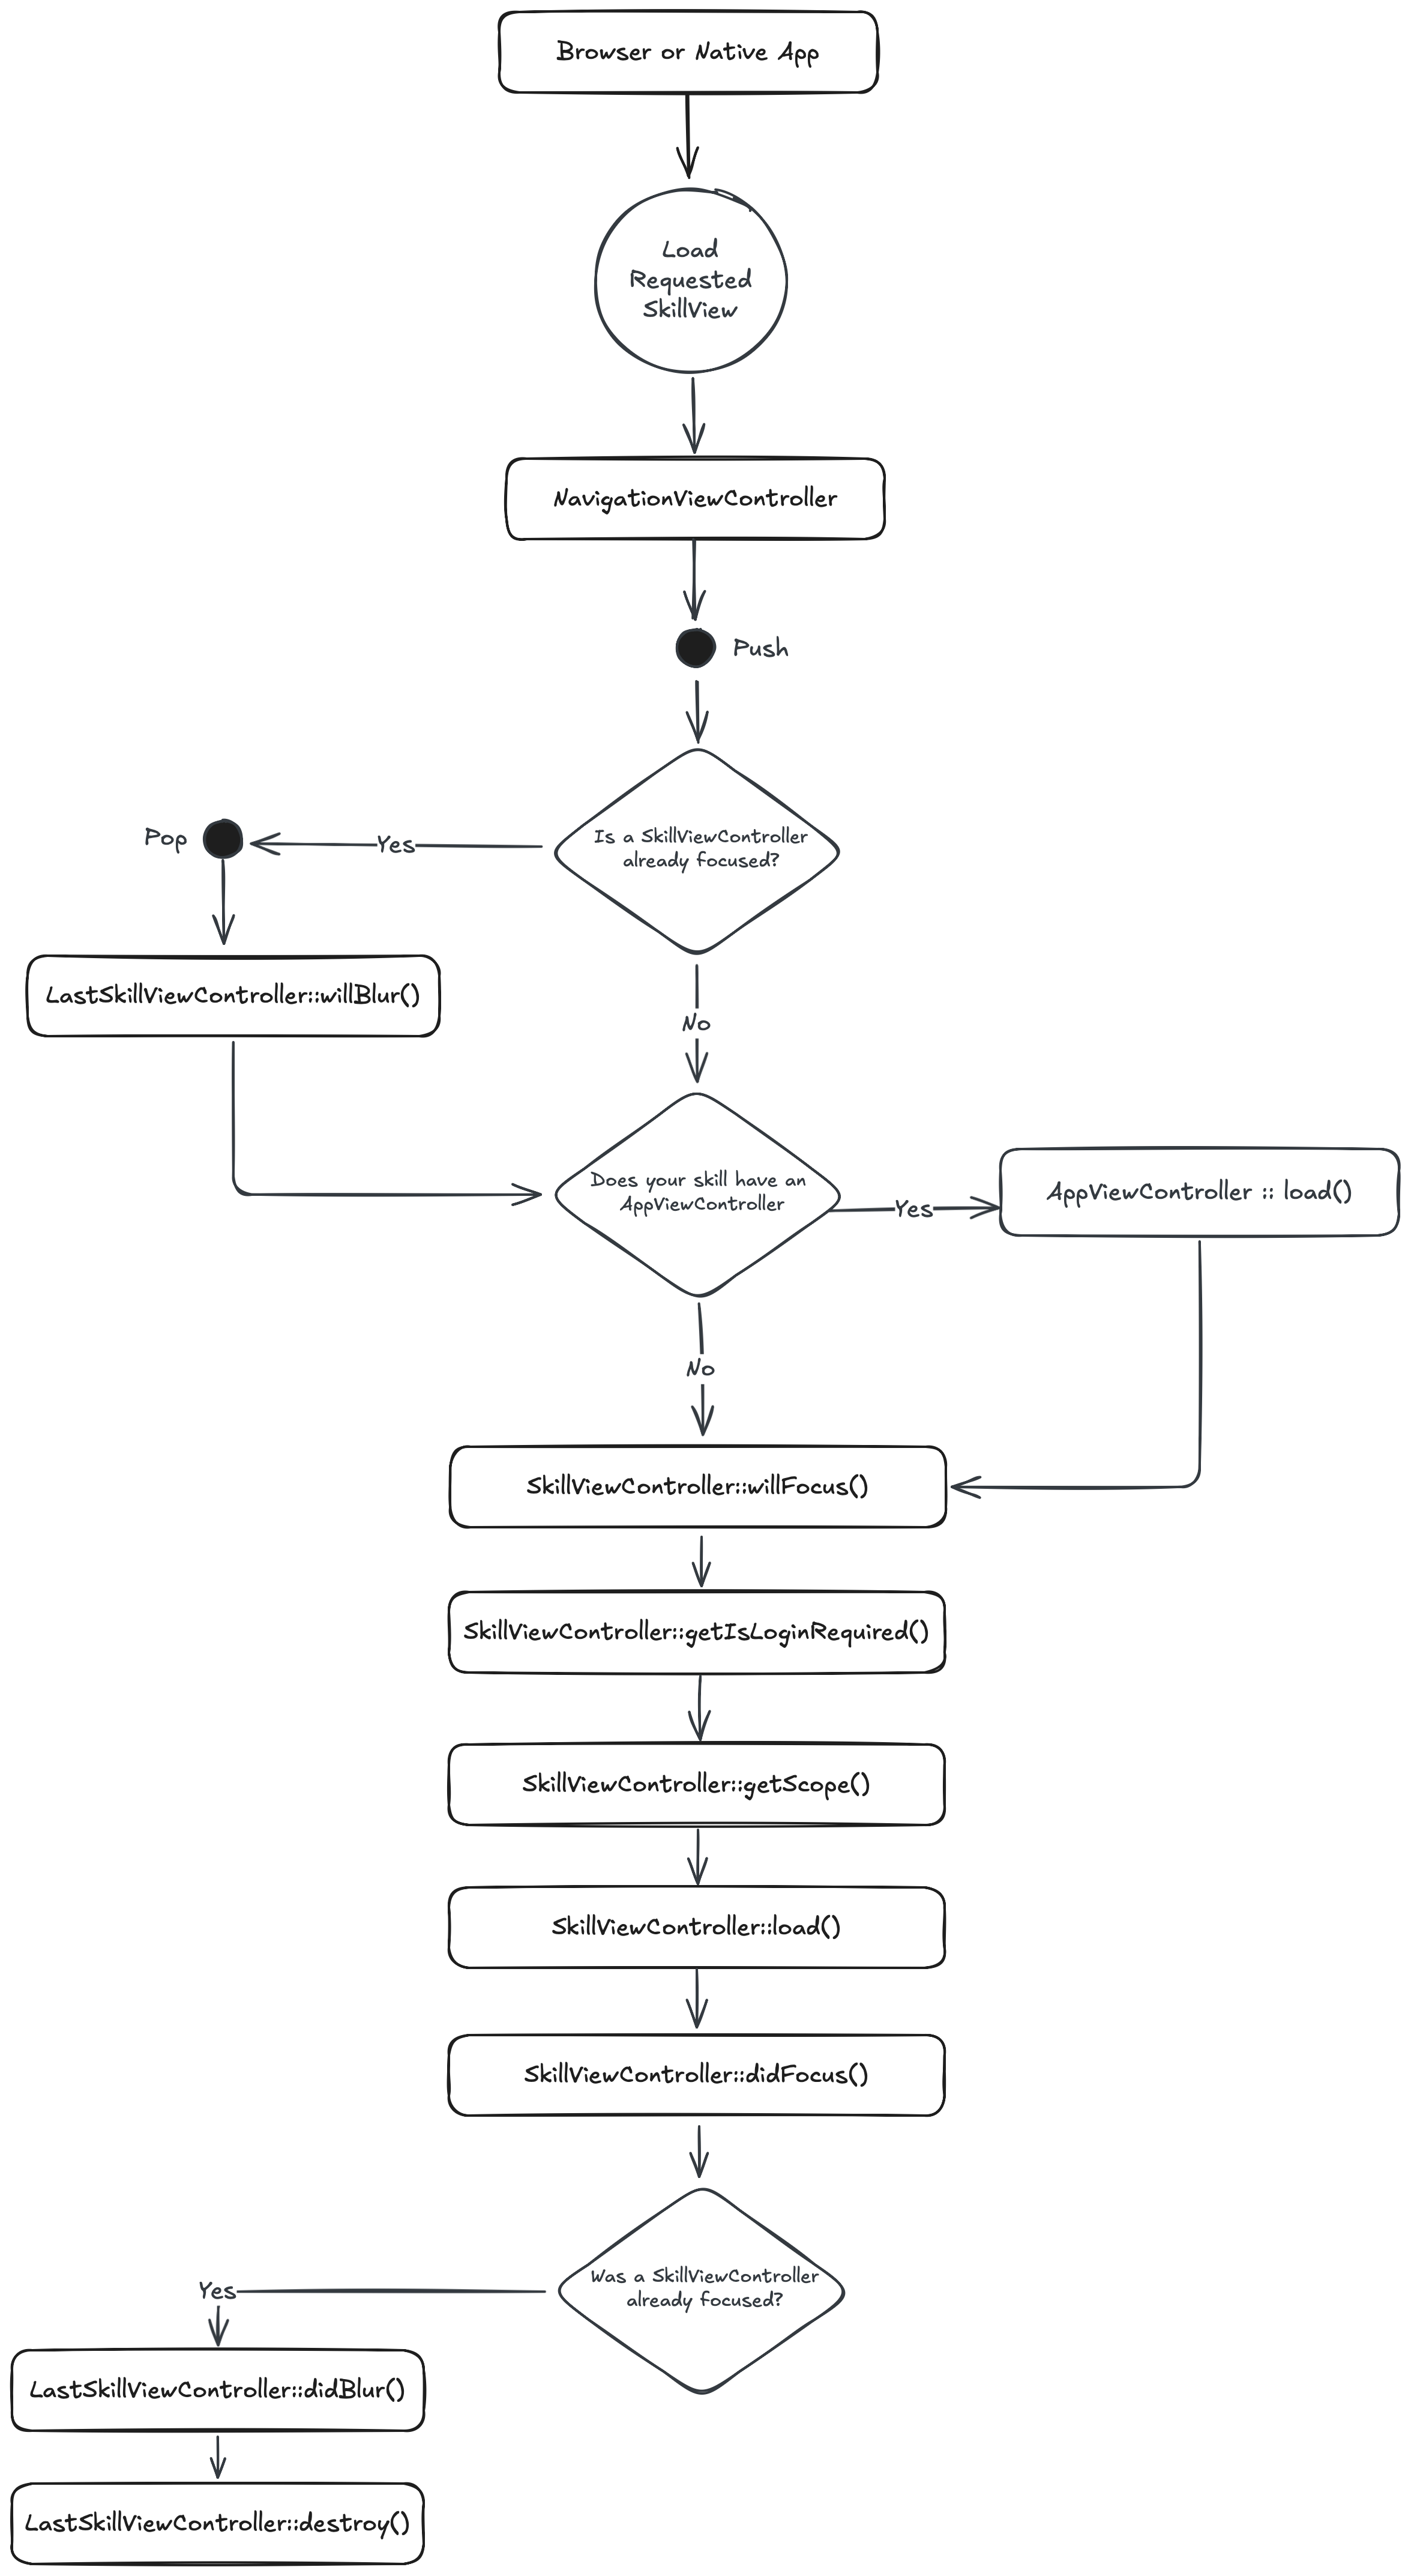 Browser or Native App
Load
Requested
SkillView
NavigationViewController
Push
Is a SkillViewController
already focused?
Yes
Pop
LastSkillViewController::willBlur()
No
Does your skill have an
AppViewController
Yes
AppViewController :: load()
No
SkillViewController::willFocus()
SkillViewController::getIsLoginRequired()
SkillViewController::getScope()
SkillViewController::load()
SkillViewController::didFocus()
Was a SkillViewController
already focused?
Yes
LastSkillViewController::didBlur()
LastSkillViewController::destroy()